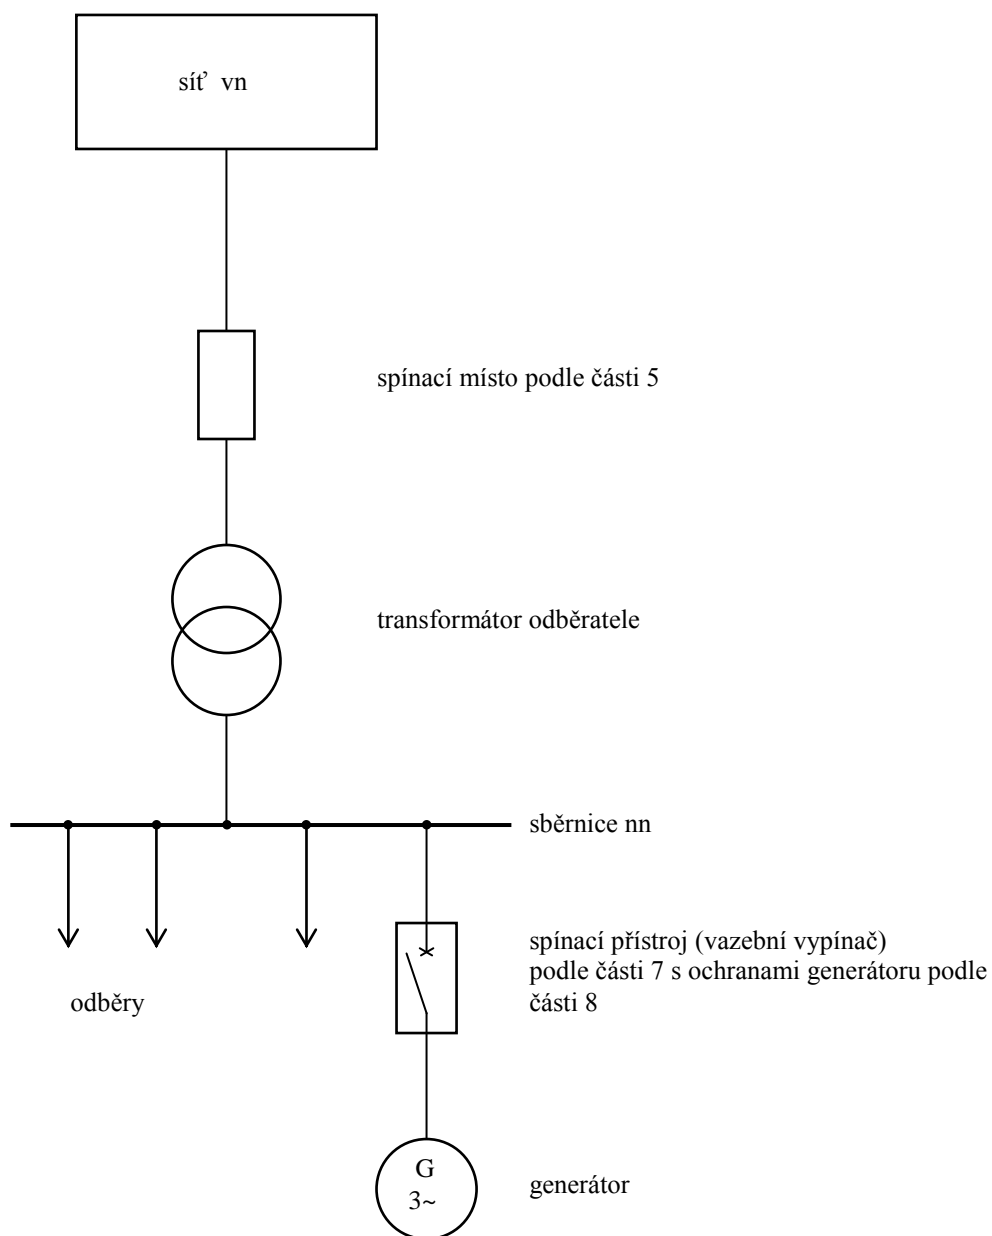 síť vn
spínací místo podle části 5
transformátor odběratele
sběrnice nn
spínací přístroj (vazební vypínač)
podle části 7 s ochranami generátoru podle
části 8
odběry
G
3~
generátor